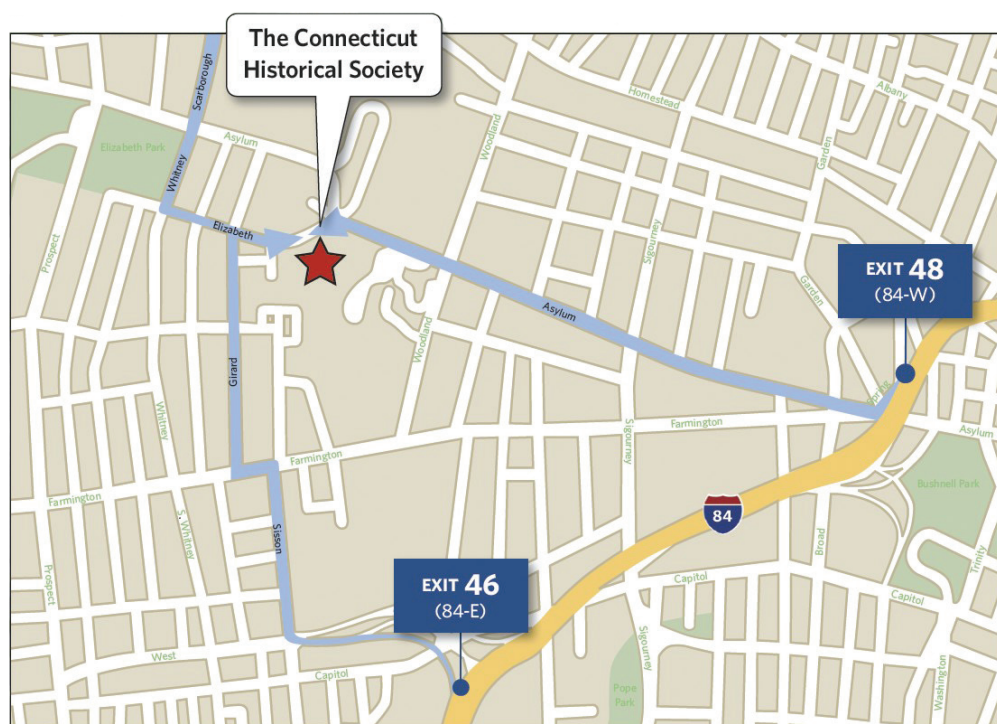 The Connecticut
Historical Society
Scarborough
Homestead
Albany
Asylum
Woodland
Garden
Elizabeth Park
Whitney
Elizabeth
Prospect
Sigourney
EXIT 48
(84-W)
Garden
Asylum
Woodland
Girard
Spring
Whitney
Farmington
Sigourney
Asylum
Farmington
Bushnell Park
Farmington
84
S. Whitney
Sisson
Broad
Trinity
EXIT 46
(84-E)
Capitol
Capitol
Prospect
West
Capitol
Sigourney
Pope
Park
Washington